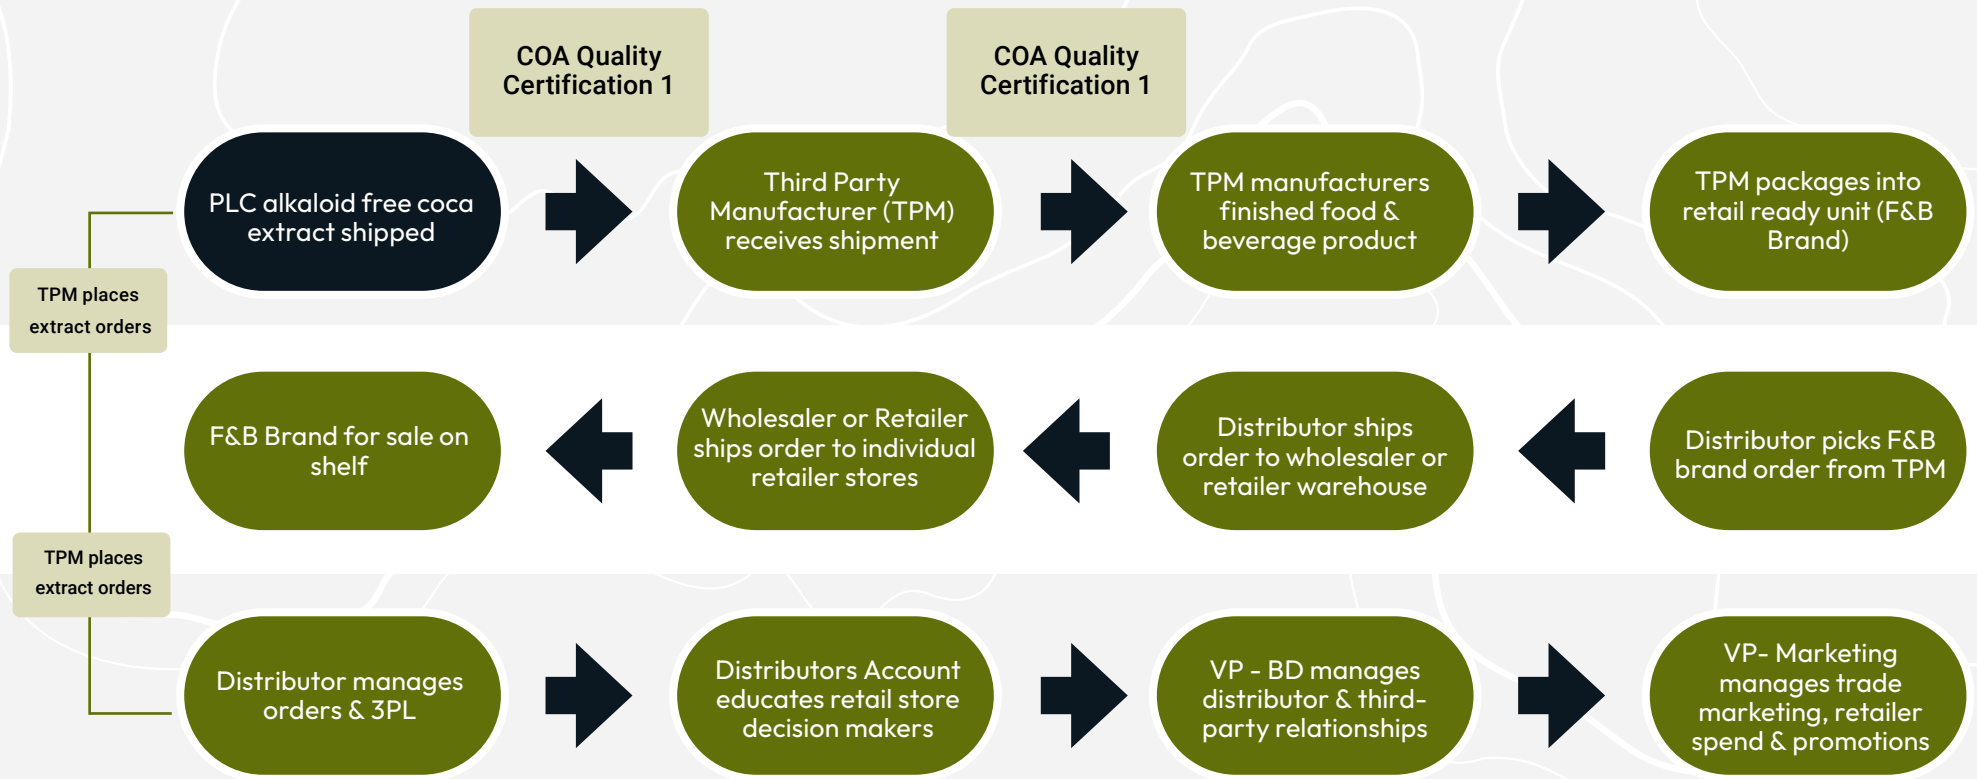 COA Quality
Certification 1
COA Quality
Certification 1
PLC alkaloid free coca
extract shipped
Third Party
Manufacturer (TPM)
receives shipment
TPM manufacturers
finished food &
beverage product
TPM packages into
retail ready unit (F&B
Brand)
TPM places
extract orders
F&B Brand for sale on
shelf
Wholesaler or Retailer
ships order to individual
retailer stores
Distributor ships
order to wholesaler or
retailer warehouse
Distributor picks F&B
brand order from TPM
TPM places
extract orders
Distributor manages
orders & 3PL
Distributors Account
educates retail store
decision makers
VP - BD manages
distributor & third-
party relationships
VP- Marketing
manages trade
marketing, retailer
spend & promotions